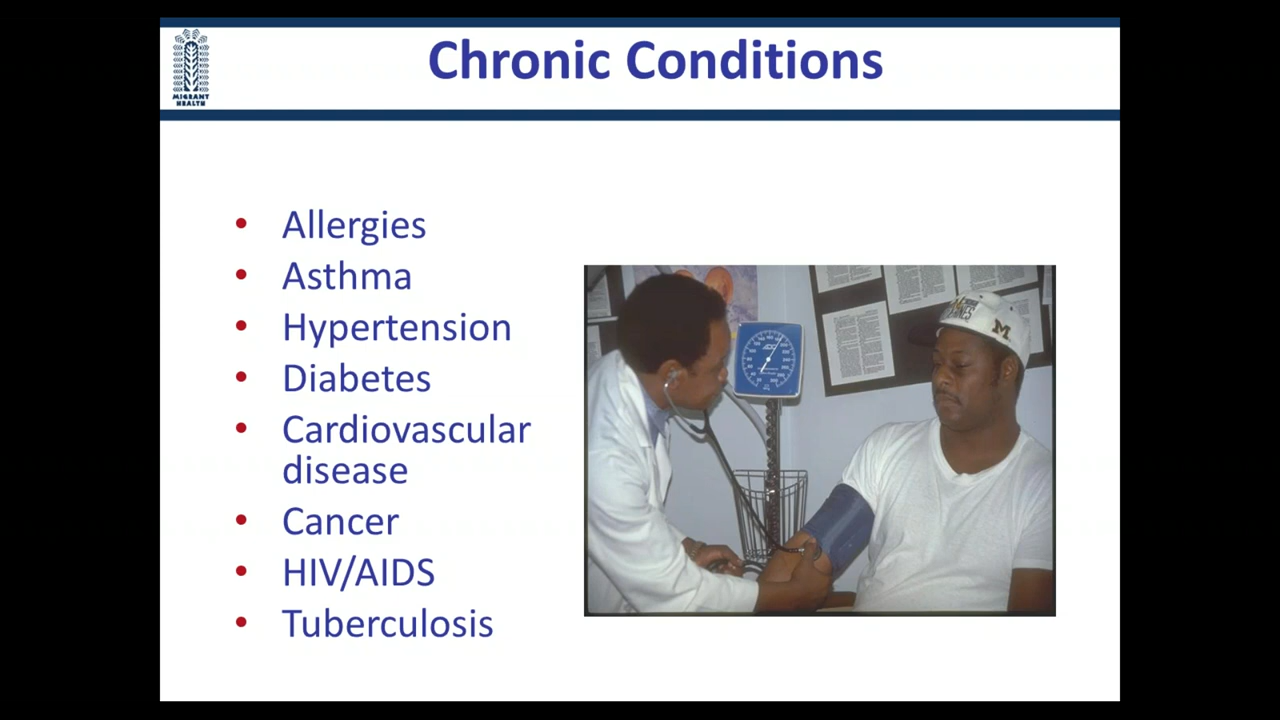 Chronic Conditions
MIGRANT
HEALTH
• Allergies
• Asthma
• Hypertension
• Diabetes
• Cardiovascular
disease
• Cancer
• HIV/AIDS
• Tuberculosis
M